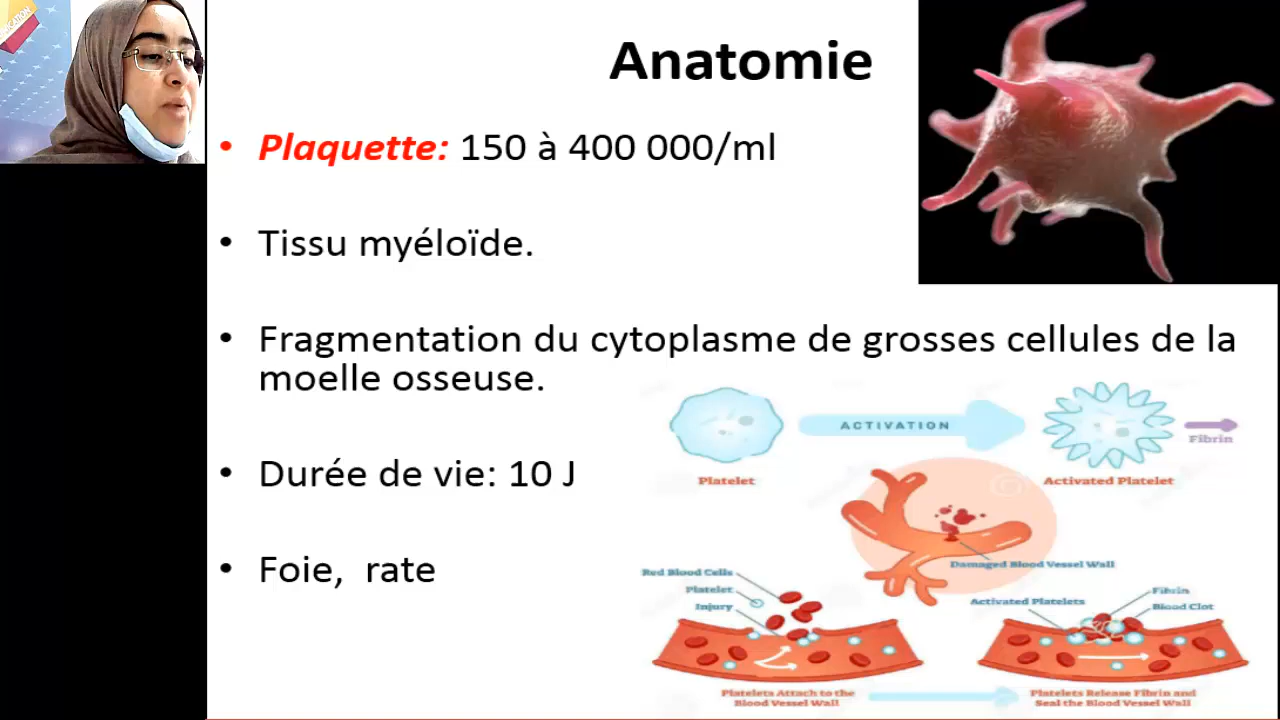 Anatomie
• Plaquette: 150 à 400 000/ml
• Tissu myéloïde.
• Fragmentation du cytoplasme de grosses cellules de la
moelle osseuse.
• Durée de vie: 10 J
• Foie, rate
ACTIVATION
Fibrin
Platelet
Activated Platelet
Damaged Blood Vessel Wall
Red Blood Cells
Platelet
Injury
Activated Platelets
Fibrin
Blood Clot
Platelets Attach to the
Blood Vessel Wall
Platelets Release Fibrin and
Seal the Blood Vessel Wall